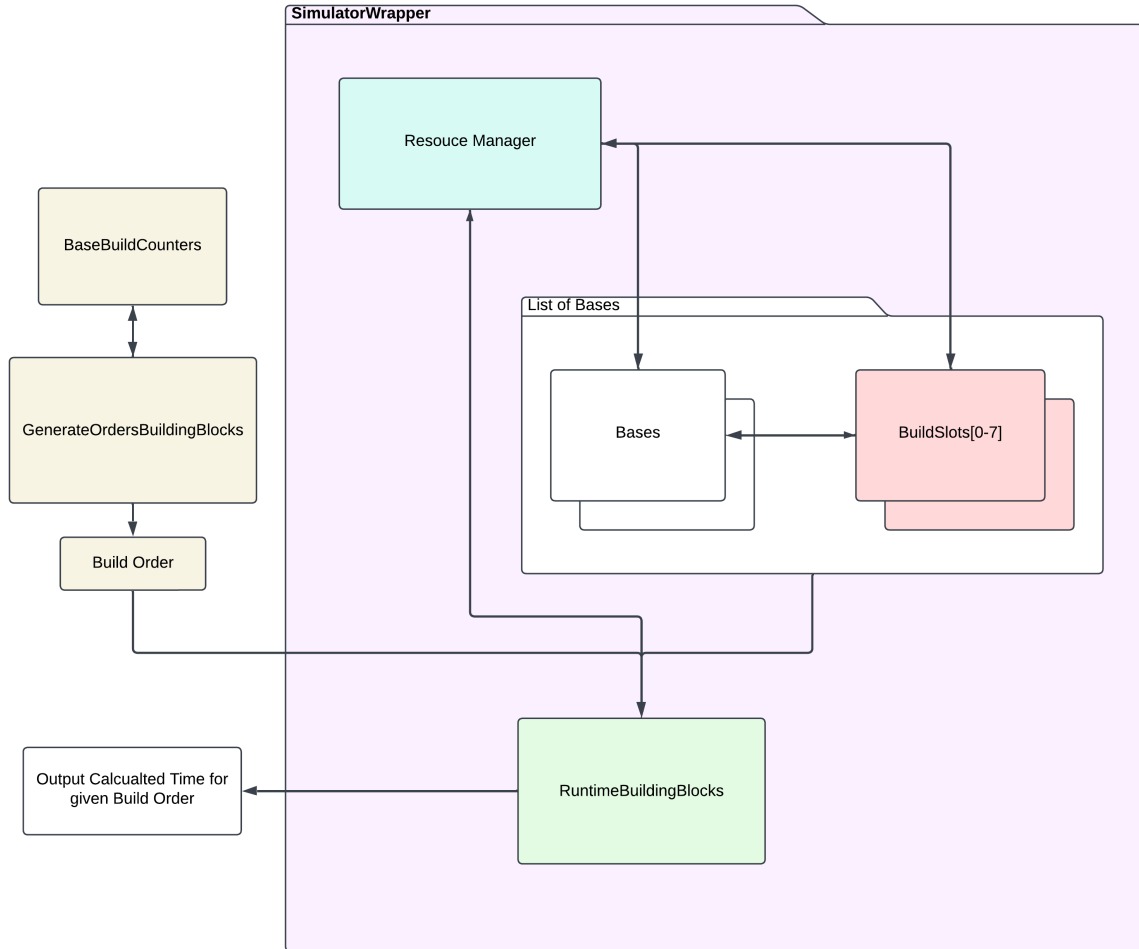 SimulatorWrapper
Resouce Manager
BaseBuildCounters
List of Bases
GenerateOrdersBuildingBlocks
Bases
BuildSlots[0-7]
Build Order
Output Calcualted Time for
given Build Order
RuntimeBuildingBlocks